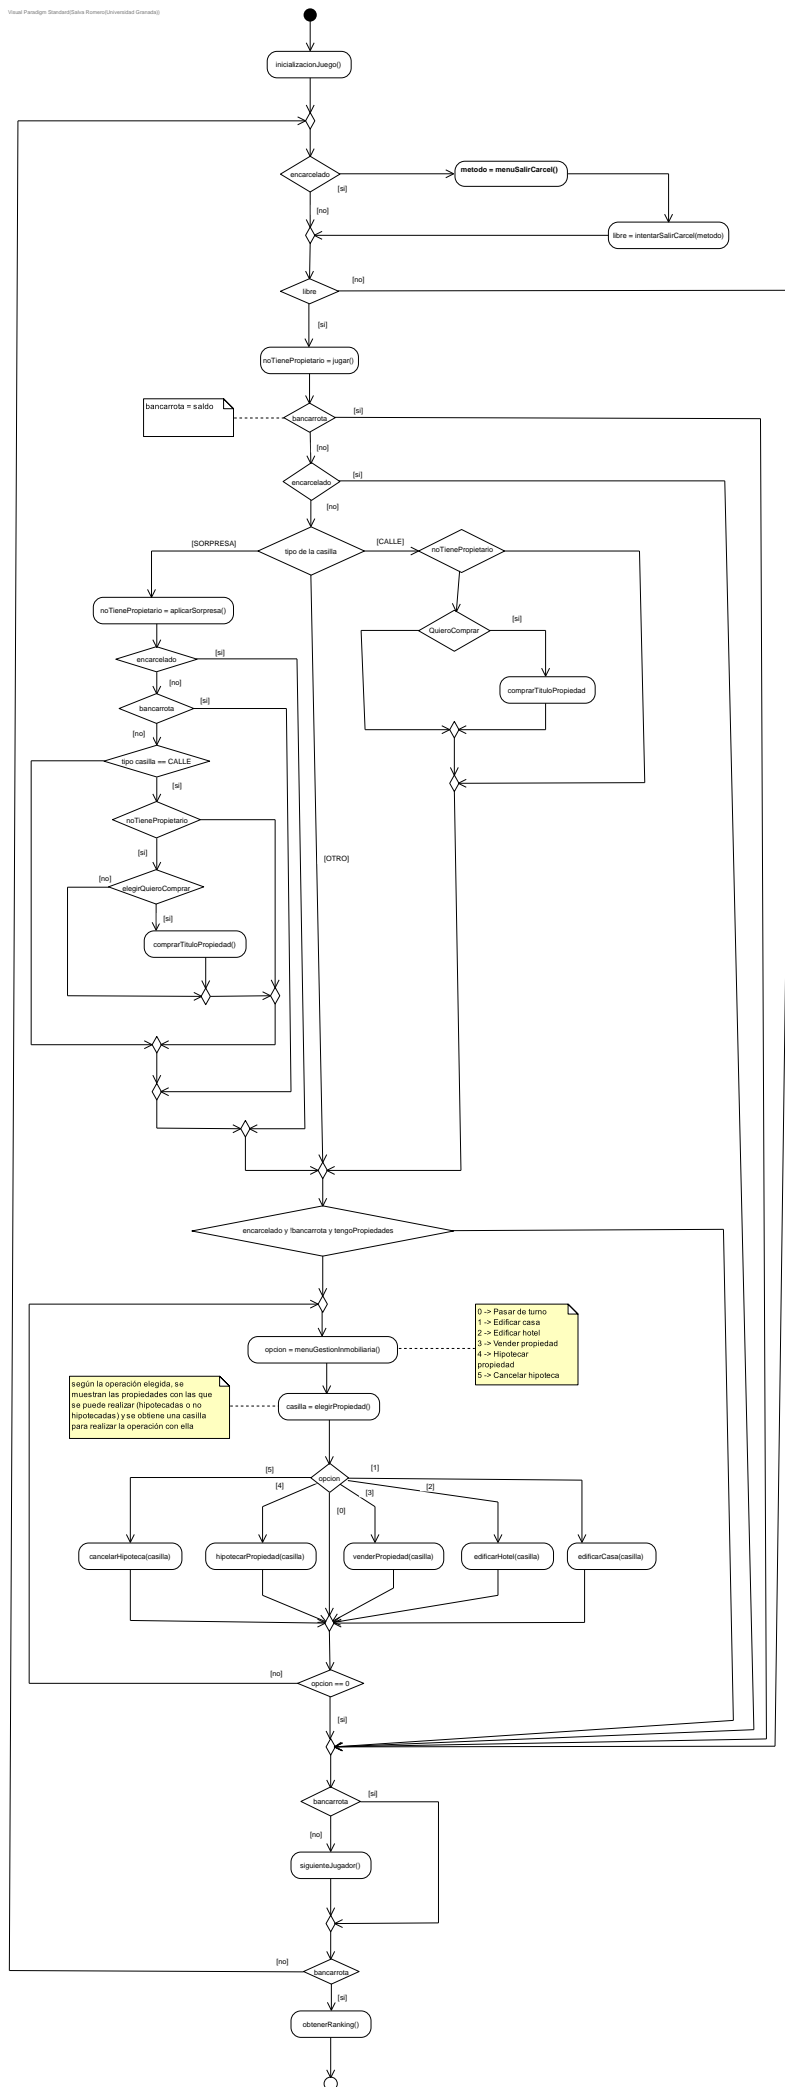 Visual Paradigm Standard(Salva Romero(Universidad Granada))
inicializacionJuego()
encarcelado
[si]
metodo = menuSalirCarcel()
[no]
libre = intentarSalirCarcel(metodo)
[no]
libre
[si]
noTienePropietario = jugar()
bancarrota = saldo
bancarrota
[si]
[no]
[si]
encarcelado
[no]
[SORPRESA]
tipo de la casilla
[CALLE]
noTienePropietario
noTienePropietario = aplicarSorpresa()
[si]
QuieroComprar
encarcelado
[si]
[no]
comprarTituloPropiedad
bancarrota
[si]
[no]
tipo casilla == CALLE
[si]
noTienePropietario
[si]
[OTRO]
[no]
elegirQuieroComprar
[si]
comprarTituloPropiedad()
encarcelado y !bancarrota y tengoPropiedades
0 -> Pasar de turno
1 -> Edificar casa
2 -> Edificar hotel
3 -> Vender propiedad
4 -> Hipotecar
propiedad
5 -> Cancelar hipoteca
opcion = menuGestionInmobiliaria()
según la operación elegida, se
muestran las propiedades con las que
se puede realizar (hipotecadas o no
hipotecadas) y se obtiene una casilla
para realizar la operación con ella
casilla = elegirPropiedad()
[5]
[1]
opcion
[4]
[2]
[3]
[0]
cancelarHipoteca(casilla)
hipotecarPropiedad(casilla)
venderPropiedad(casilla)
edificarHotel(casilla)
edificarCasa(casilla)
[no]
opcion == 0
[si]
[si]
bancarrota
[no]
siguienteJugador()
[no]
bancarrota
[si]
obtenerRanking()